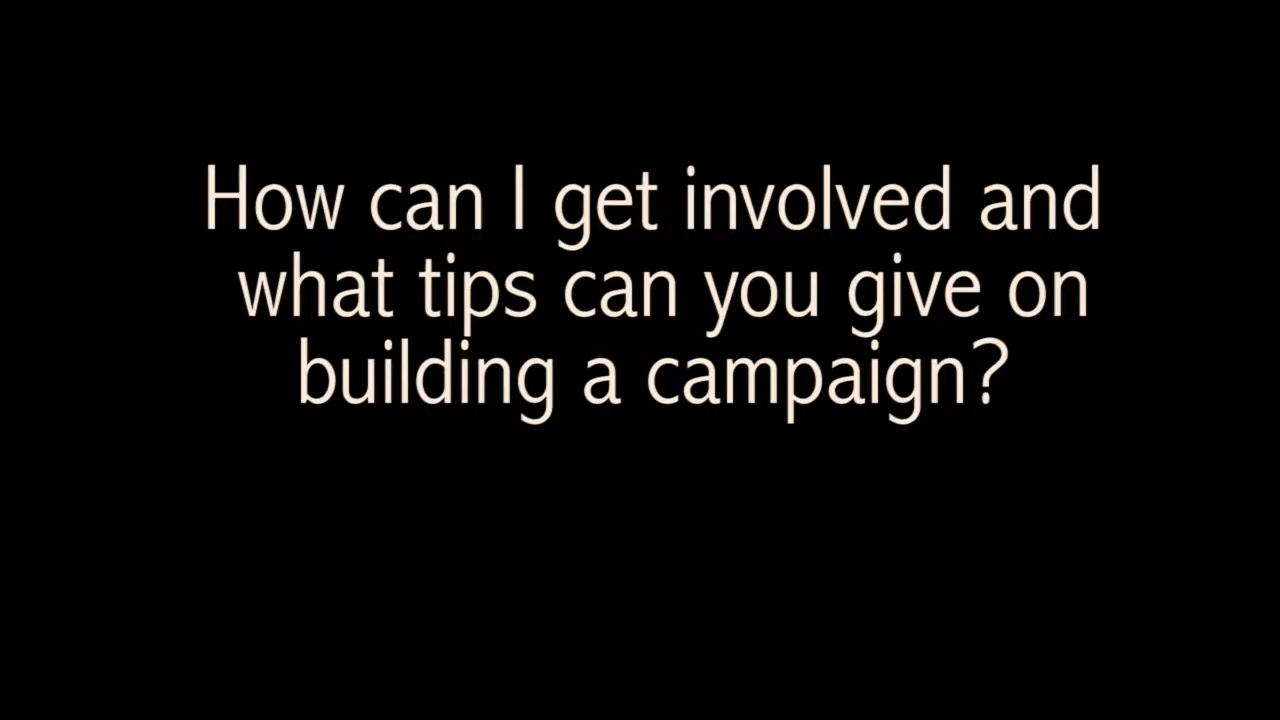 How can I get involved and
what tips can you give on
building a campaign?